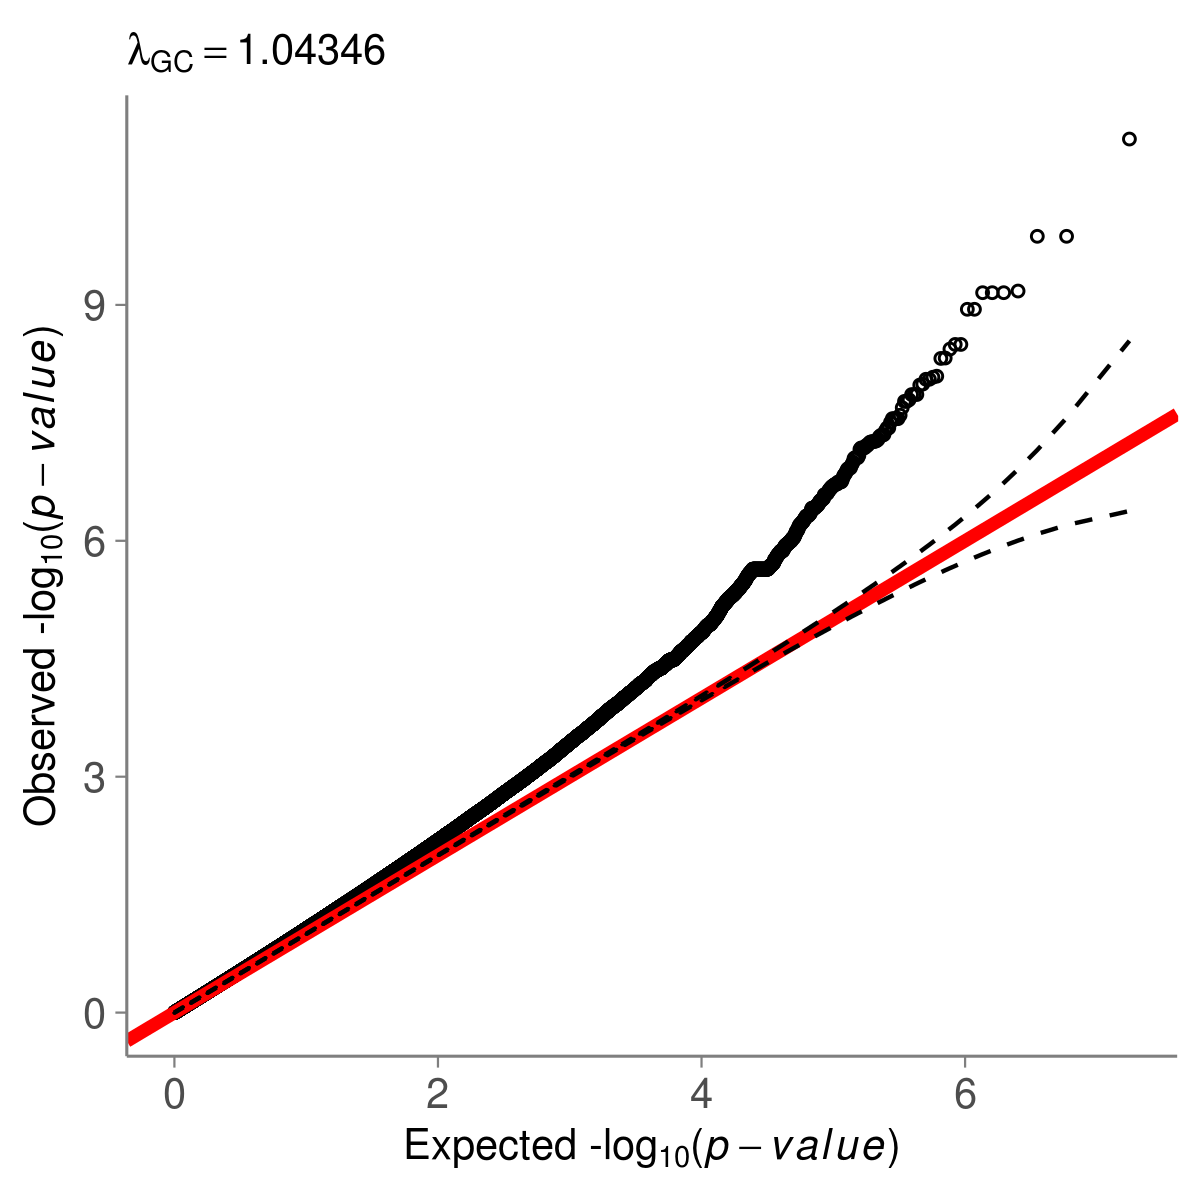 λGC = 1.04346
Observed -log10(p − value)
9
6
3
0
0 2 4 6
Expected -log10(p − value)